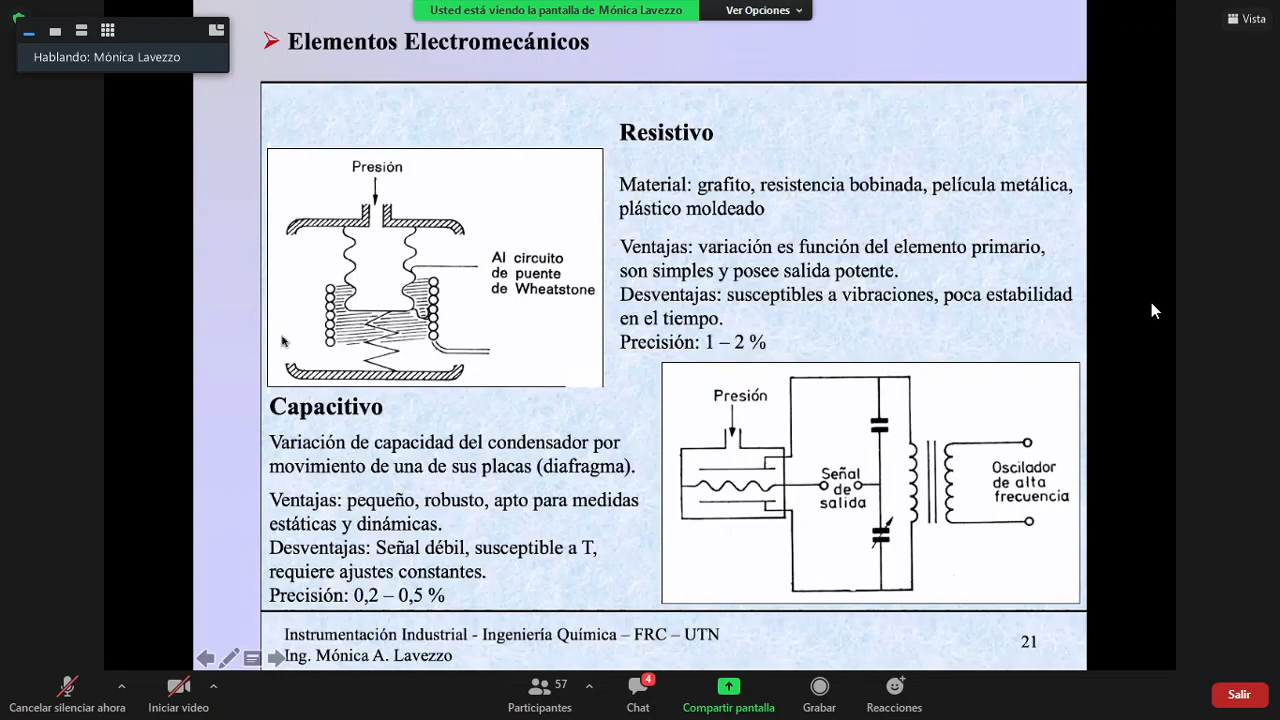 Usted está viendo la pantalla de Mónica Lavezzo
Ver Opciones
Vista
Hablando: Mónica Lavezzo
Elementos Electromecánicos
Presión
Al circuito
de puente
de Wheatstone
Resistivo
Material: grafito, resistencia bobinada, película metálica,
plástico moldeado
Ventajas: variación es función del elemento primario,
son simples y posee salida potente.
Desventajas: susceptibles a vibraciones, poca estabilidad
en el tiempo.
Precisión: 1 – 2 %
Capacitivo
Variación de capacidad del condensador por
movimiento de una de sus placas (diafragma).
Ventajas: pequeño, robusto, apto para medidas
estáticas y dinámicas.
Desventajas: Señal débil, susceptible a T,
requiere ajustes constantes.
Precisión: 0,2 – 0,5 %
Presión
Señal
de
salida
Oscilador
de alta
frecuencia
Instrumentación Industrial - Ingeniería Química – FRC – UTN
Ing. Mónica A. Lavezzo
21
Cancelar silenciar ahora
Iniciar video
57
Participantes
4
Chat
Compartir pantalla
Grabar
Reacciones
Salir